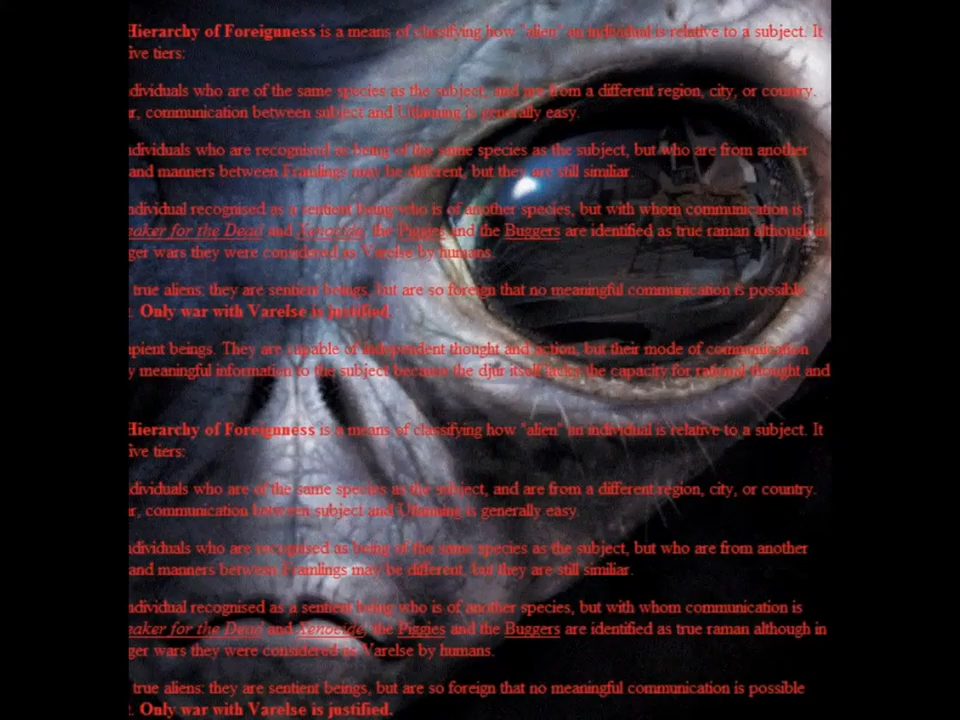 Hierarchy of Foreignness is a means of classifying how "alien" an individual is relative to a subject. It
five tiers:
dividuals who are of the same species as the subject, and are from a different region, city, or country.
r, communication between subject and Utlanning is generally easy.
dividuals who are recognised as being of the same species as the subject, but who are from another
and manners between Framlings may be different, but they are still similiar.
dividual recognised as a sentient being who is of another species, but with whom communication is
eaker for the Dead and Xenocide, the Piggies and the Buggers are identified as true raman although in
ger wars they were considered as Varelse by humans.
true aliens: they are sentient beings, but are so foreign that no meaningful communication is possible
t. Only war with Varelse is justified.
apient beings. They are capable of independent thought and action, but their mode of communication
y meaningful information to the subject because the djur itself lacks the capacity for rational thought and
Hierarchy of Foreignness is a means of classifying how "alien" an individual is relative to a subject. It
five tiers:
dividuals who are of the same species as the subject, and are from a different region, city, or country.
r, communication between subject and Utlanning is generally easy.
dividuals who are recognised as being of the same species as the subject, but who are from another
and manners between Framlings may be different, but they are still similiar.
dividual recognised as a sentient being who is of another species, but with whom communication is
eaker for the Dead and Xenocide, the Piggies and the Buggers are identified as true raman although in
ger wars they were considered as Varelse by humans.
true aliens: they are sentient beings, but are so foreign that no meaningful communication is possible
t. Only war with Varelse is justified.